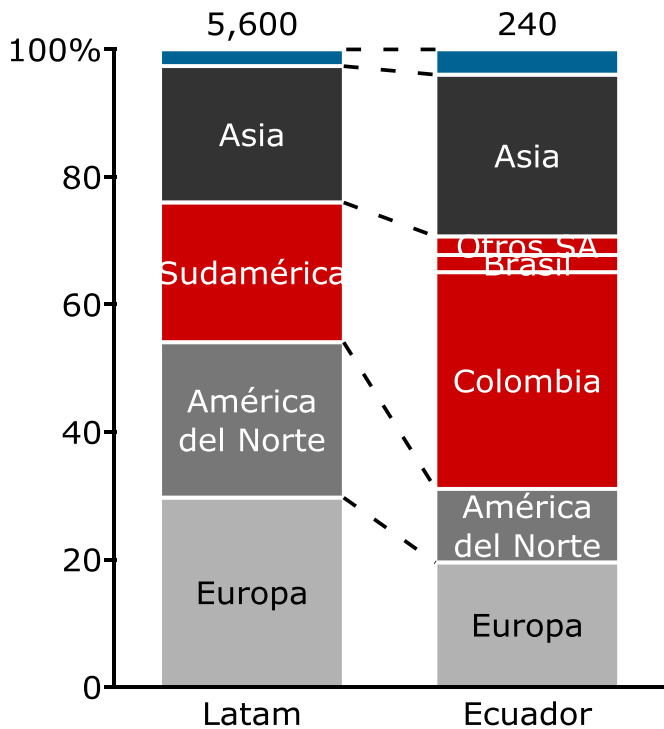 5,600
240
100%
80
60
40
20
0
Asia
Sudamérica
América
del Norte
Europa
Asia
Otros SA
Brasil
Colombia
América
del Norte
Europa
Latam
Ecuador